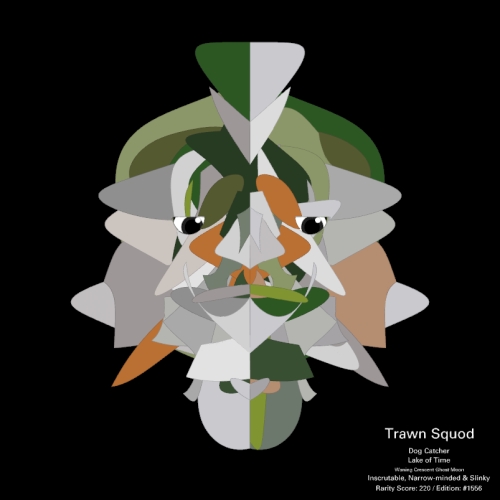 Trawn Squod
Dog Catcher
Lake of Time
Waning Crescent Ghost Moon
Inscrutable, Narrow-minded & Slinky
Rarity Score: 220 / Edition: #1556